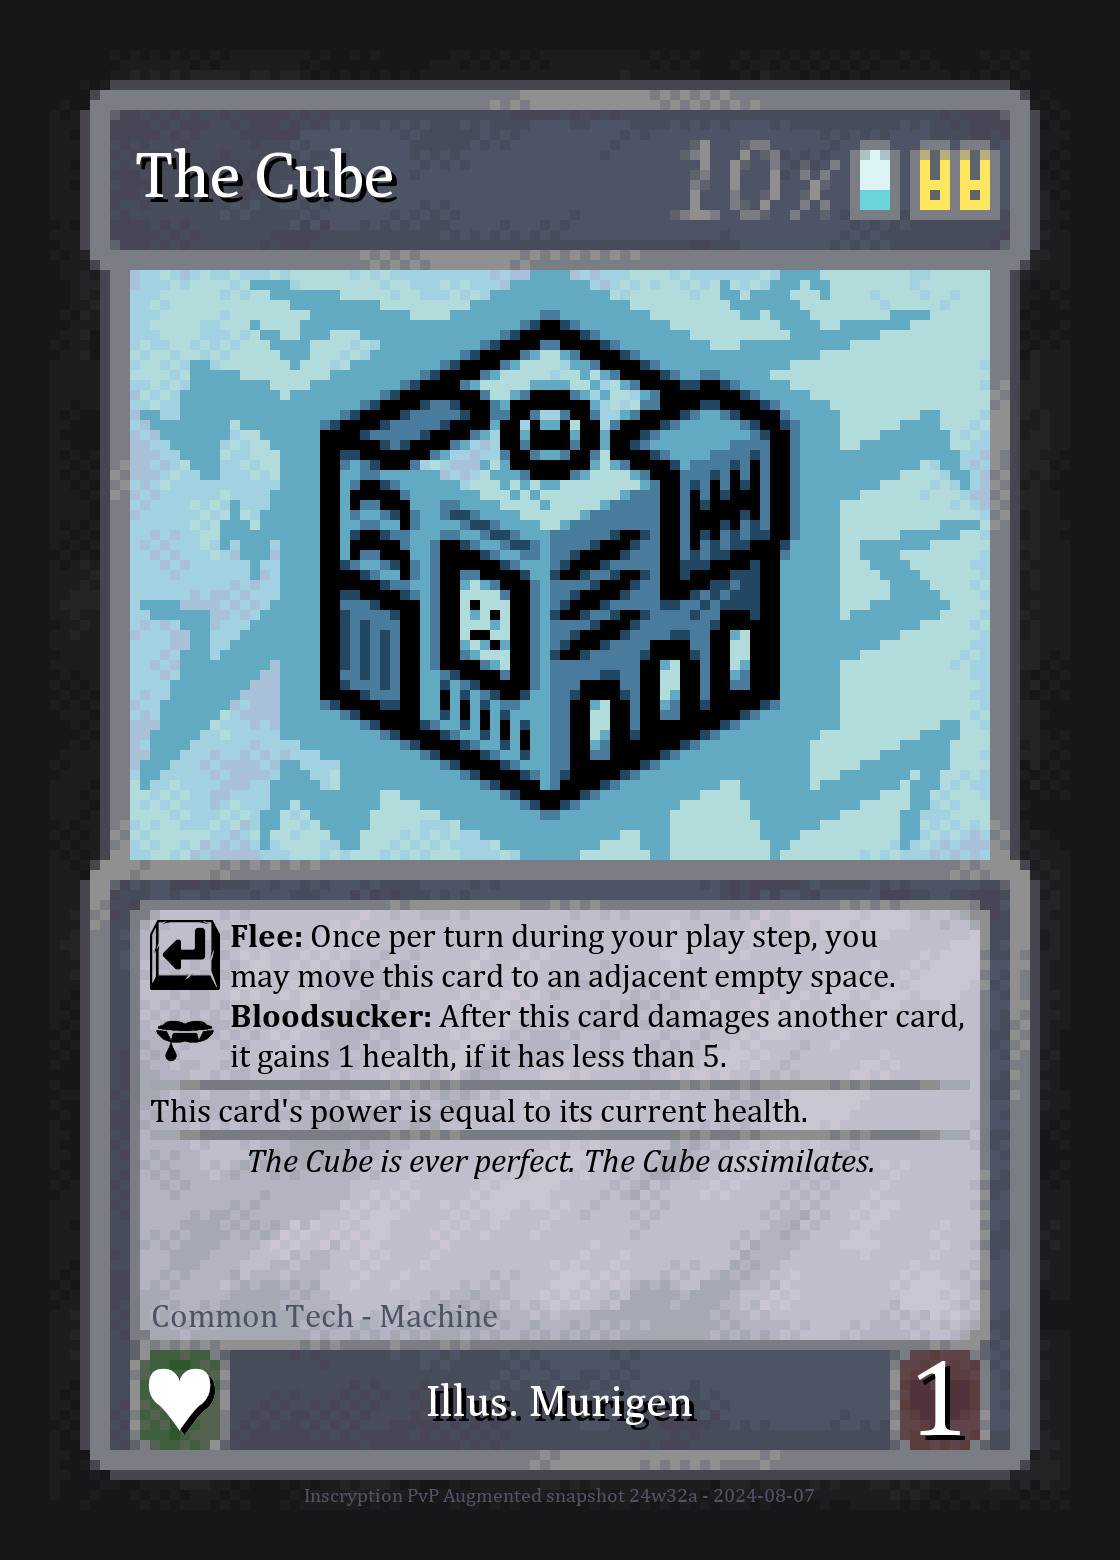 The Cube 10x
Flee: Once per turn during your play step, you
may move this card to an adjacent empty space.
Bloodsucker: After this card damages another card,
it gains 1 health, if it has less than 5.
This card's power is equal to its current health.
The Cube is ever perfect. The Cube assimilates.
Common Tech - Machine
Illus. Murigen
1
Inscryption PvP Augmented snapshot 24w32a - 2024-08-07